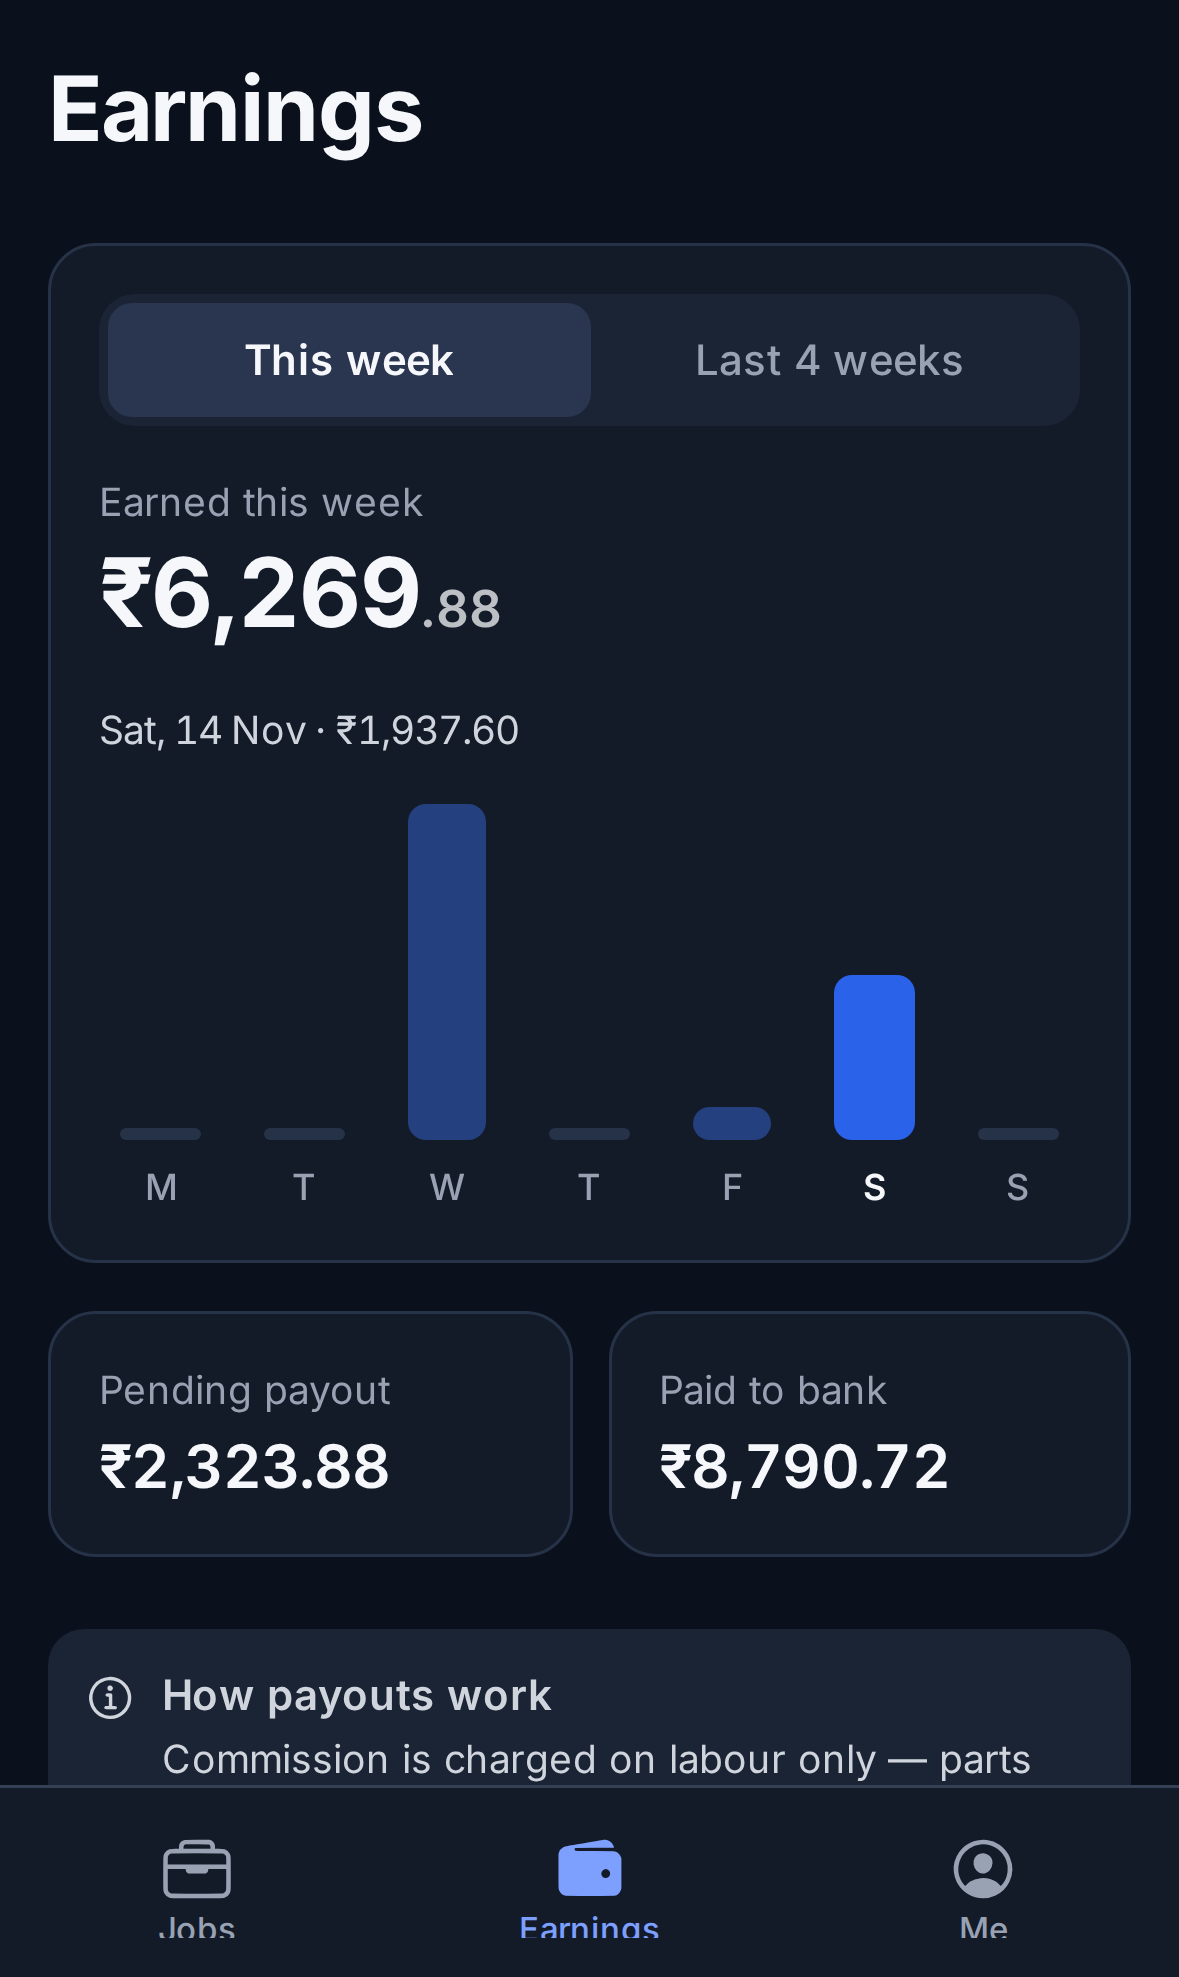 Earnings
This week
Last 4 weeks
Earned this week
₹6,269.88
Sat, 14 Nov · ₹1,937.60
M T W T F S S
Pending payout
₹2,323.88
Paid to bank
₹8,790.72
How payouts work
Commission is charged on labour only — parts
Jobs
Earnings
Me